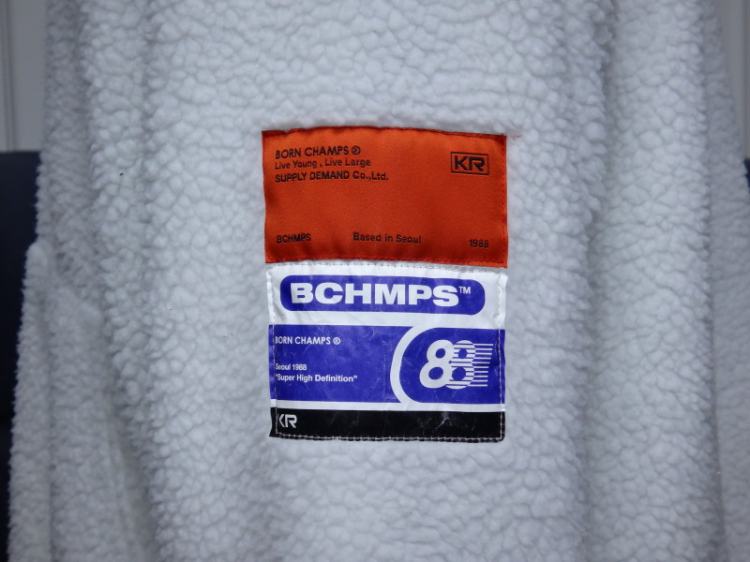 BORN CHAMPS ®
Live Young , Live Large
SUPPLY DEMAND Co.,Ltd.
KR
BCHMPS Based in Seoul 1988
BCHMPS™
BORN CHAMPS ®
Seoul 1988
"Super High Definition"
88
KR